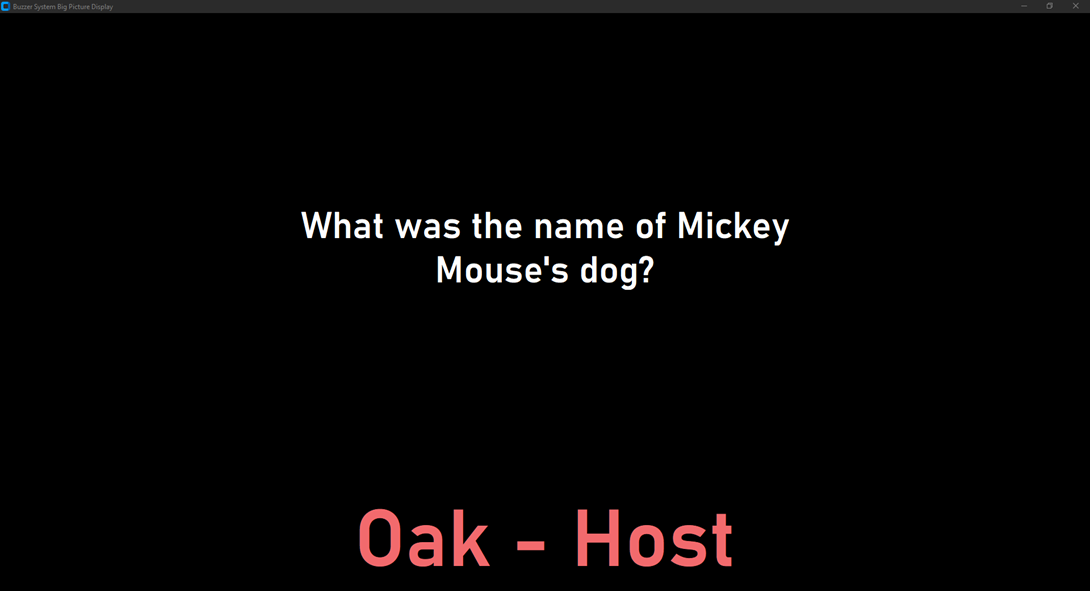 Buzzer System Big Picture Display
What was the name of Mickey
Mouse's dog?
Oak - Host